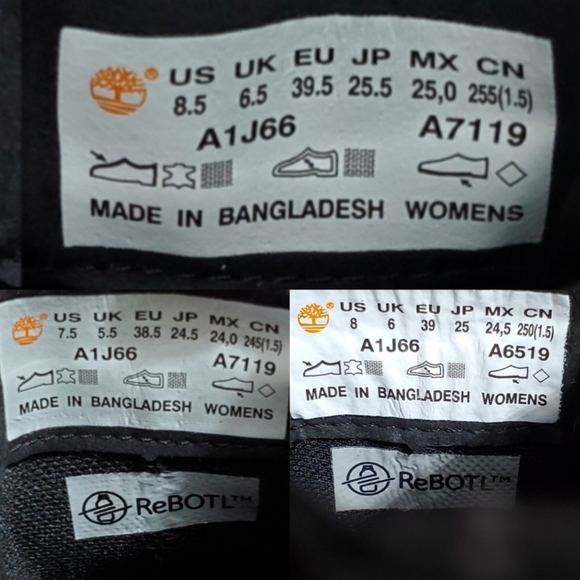 US UK EU JP MX CN
8.5 6.5 39.5 25.5 25,0 255(1.5)
A1J66 A7119
MADE IN BANGLADESH WOMENS
US UK EU JP MX CN
7.5 5.5 38.5 24.5 24,0 245(1.5)
A1J66 A7119
MADE IN BANGLADESH WOMENS
ReBOTL™
US UK EU JP MX CN
8 6 39 25 24,5 250(1.5)
A1J66 A6519
MADE IN BANGLADESH WOMENS
ReBOTL™